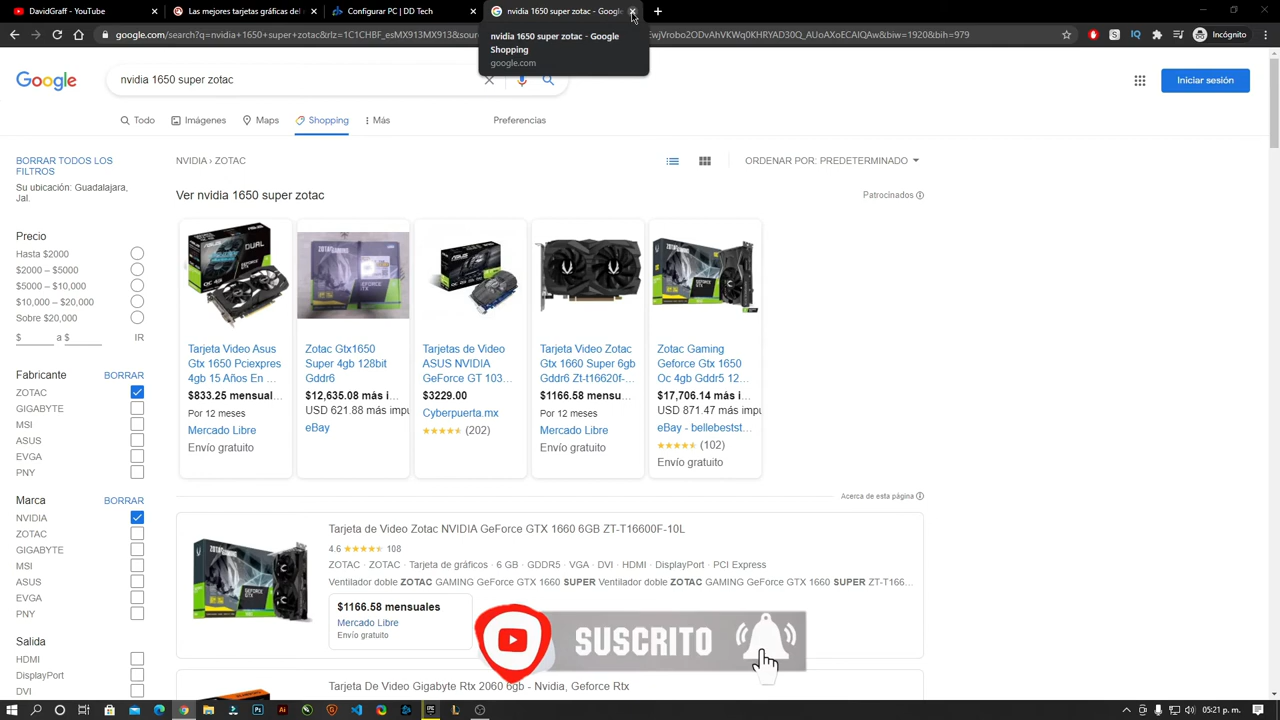 DavidGraff - YouTube
Las mejores gráficas del
Configurar PC | DD Tech
nvidia 1650 super zotac - Google
nvidia 1650 super zotac - Google
Shopping
google.com
Google
nvidia 1650 super zotac
Iniciar sesión
Todo
Imágenes
Maps
Shopping
Más
Preferencias
BORRAR TODOS LOS
FILTROS
Su ubicación: Guadalajara,
Jal.
NVIDIA › ZOTAC
ORDENAR POR: PREDETERMINADO
Ver nvidia 1650 super zotac
Patrocinados
Precio
Hasta $2000
$2000 – $5000
$5000 – $10,000
$10,000 – $20,000
Sobre $20,000
$ a $ IR
Fabricante BORRAR
ZOTAC
GIGABYTE
MSI
ASUS
EVGA
PNY
Marca BORRAR
NVIDIA
ZOTAC
GIGABYTE
MSI
ASUS
EVGA
PNY
Salida
HDMI
DisplayPort
DVI
Tarjeta Video Asus
Gtx 1650 Pciexpres
4gb 15 Años En ...
$833.25 mensual...
Por 12 meses
Mercado Libre
Envío gratuito
Zotac Gtx1650
Super 4gb 128bit
Gddr6
$12,635.08 más i...
USD 621.88 más impu
eBay
Tarjetas de Video
ASUS NVIDIA
GeForce GT 103...
$3229.00
Cyberpuerta.mx
(202)
Tarjeta Video Zotac
Gtx 1660 Super 6gb
Gddr6 Zt-t16620f-...
$1166.58 mensu...
Por 12 meses
Mercado Libre
Envío gratuito
Zotac Gaming
Geforce Gtx 1650
Oc 4gb Gddr5 12...
$17,706.14 más i...
USD 871.47 más impu
eBay - bellebestst...
(102)
Envío gratuito
Acerca de esta página
Tarjeta de Video Zotac NVIDIA GeForce GTX 1660 6GB ZT-T16600F-10L
4.6 108
ZOTAC · ZOTAC · Tarjeta de gráficos · 6 GB · GDDR5 · VGA · DVI · HDMI · DisplayPort · PCI Express
Ventilador doble ZOTAC GAMING GeForce GTX 1660 SUPER Ventilador doble ZOTAC GAMING GeForce GTX 1660 SUPER ZT-T166...
$1166.58 mensuales
Mercado Libre
Envío gratuito
SUSCRITO
Tarjeta De Video Gigabyte Rtx 2060 6gb - Nvidia, Geforce Rtx
05:21 p. m.